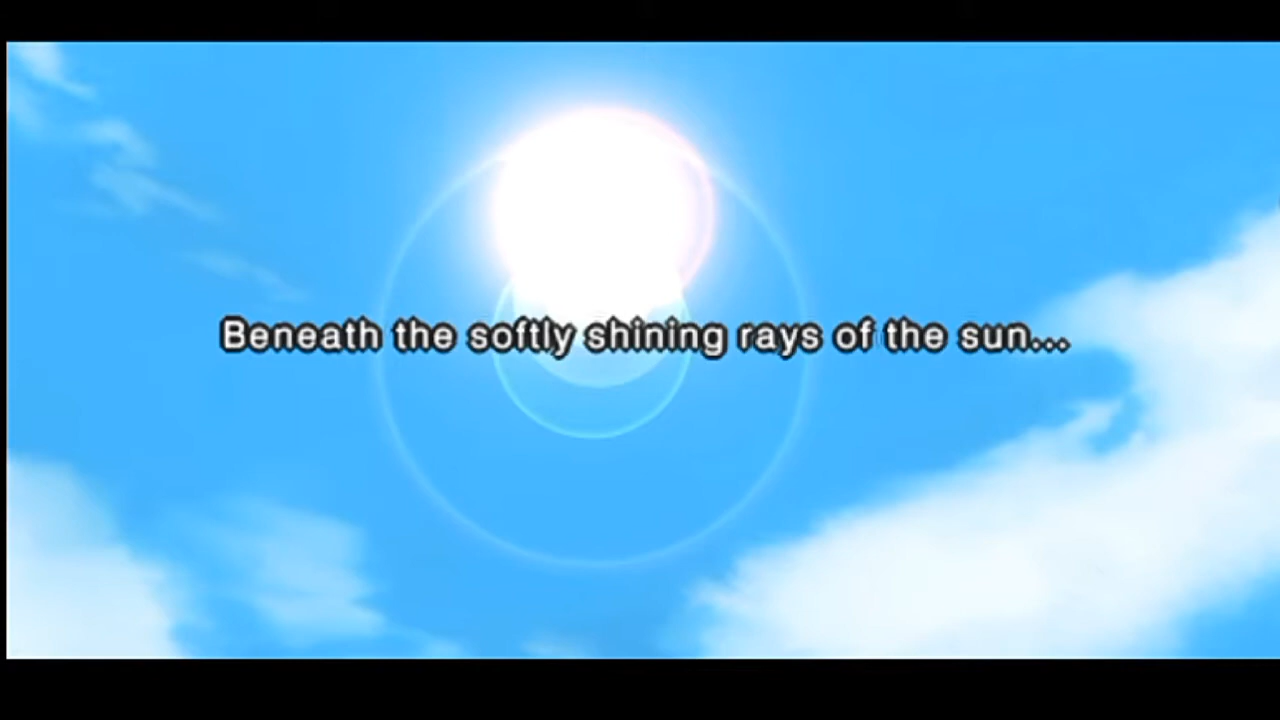 Beneath the softly shining rays of the sun...